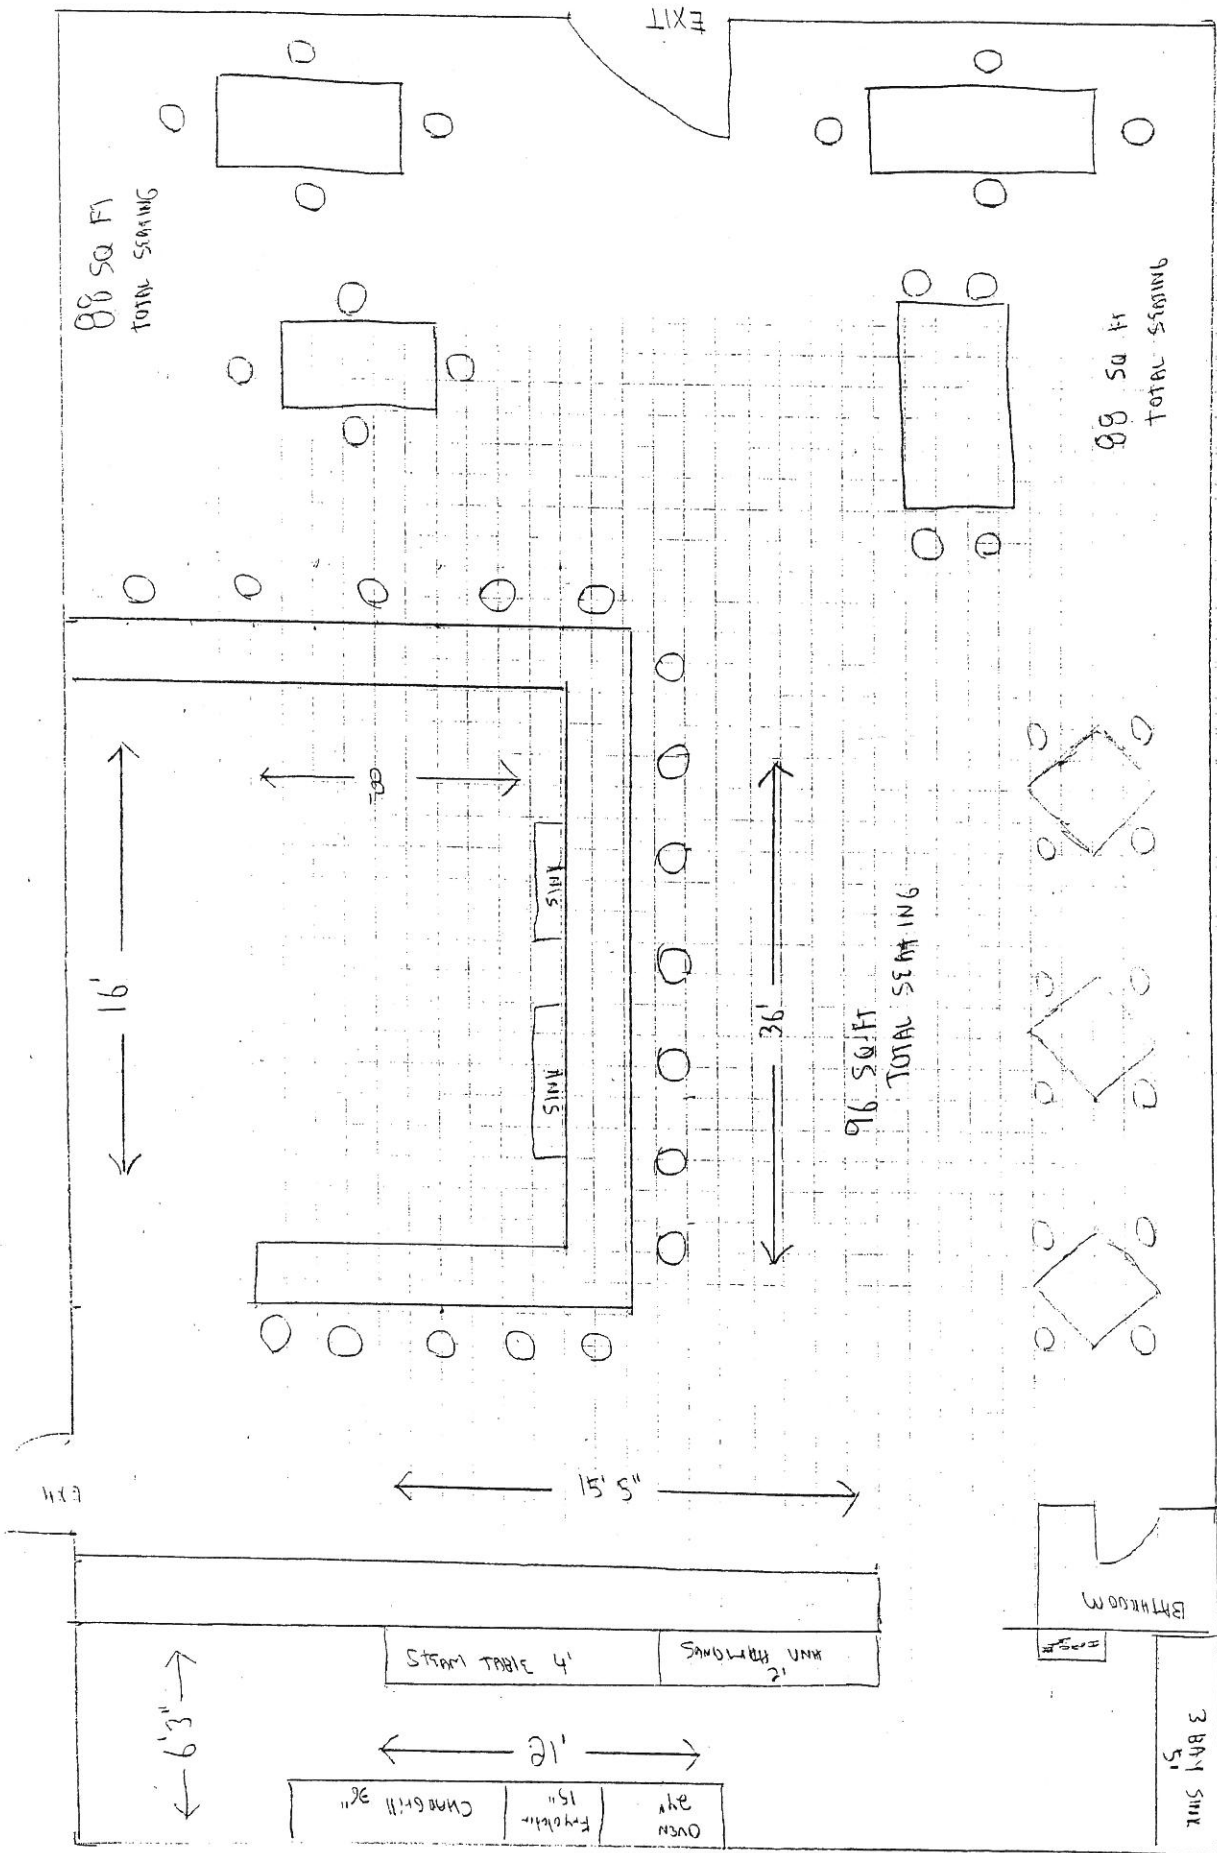 EXIT
88 SQ FT
TOTAL SEATING
88 SQ FT
TOTAL SEATING
16'
8'
SINK
SINK
36'
96 SQ FT
TOTAL SEATING
EXIT
15' 5"
BATHROOM
STEAM TABLE 4'
SANDWICH UNIT
2'
6'3"
3 BAY SINK
5'
CHARGrill 36"
Fryolator
15"
OVEN
24"